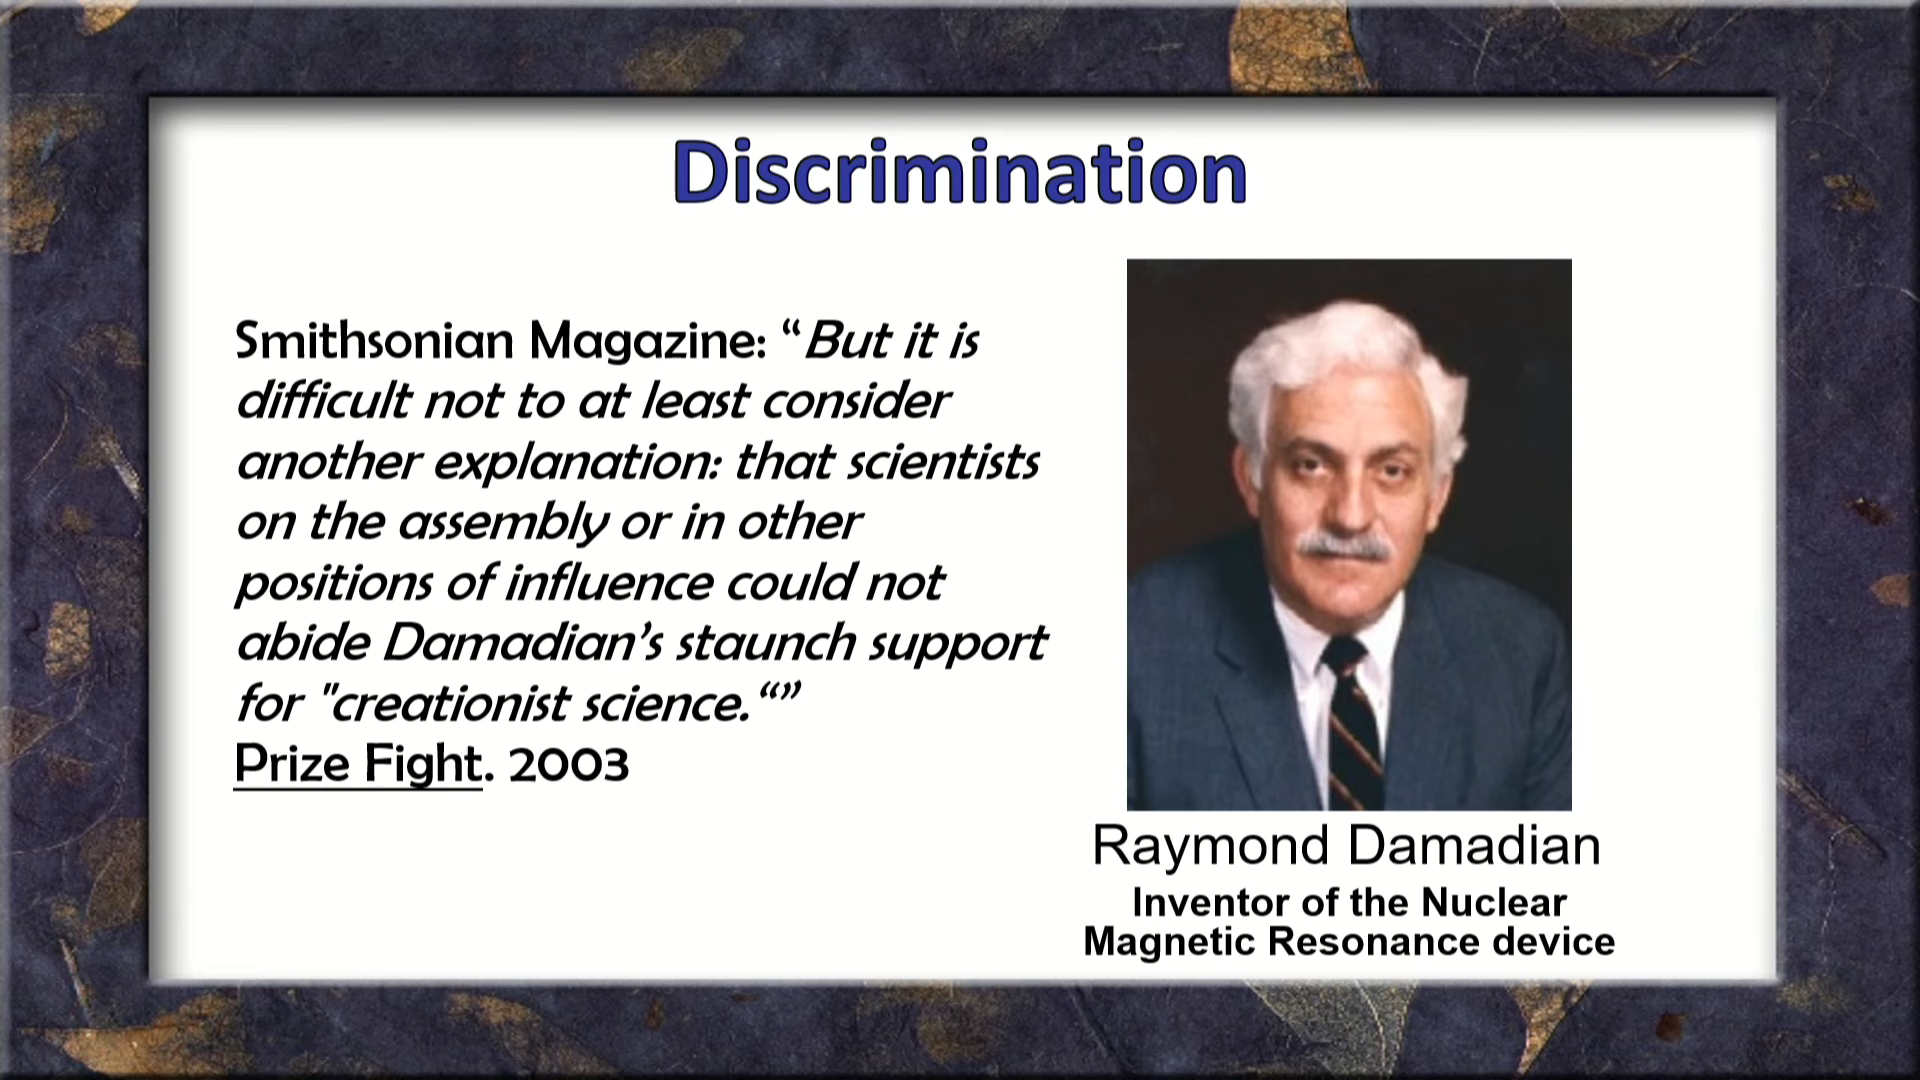 Discrimination
Smithsonian Magazine: “But it is
difficult not to at least consider
another explanation: that scientists
on the assembly or in other
positions of influence could not
abide Damadian’s staunch support
for "creationist science.“”
Prize Fight. 2003
Raymond Damadian
Inventor of the Nuclear
Magnetic Resonance device